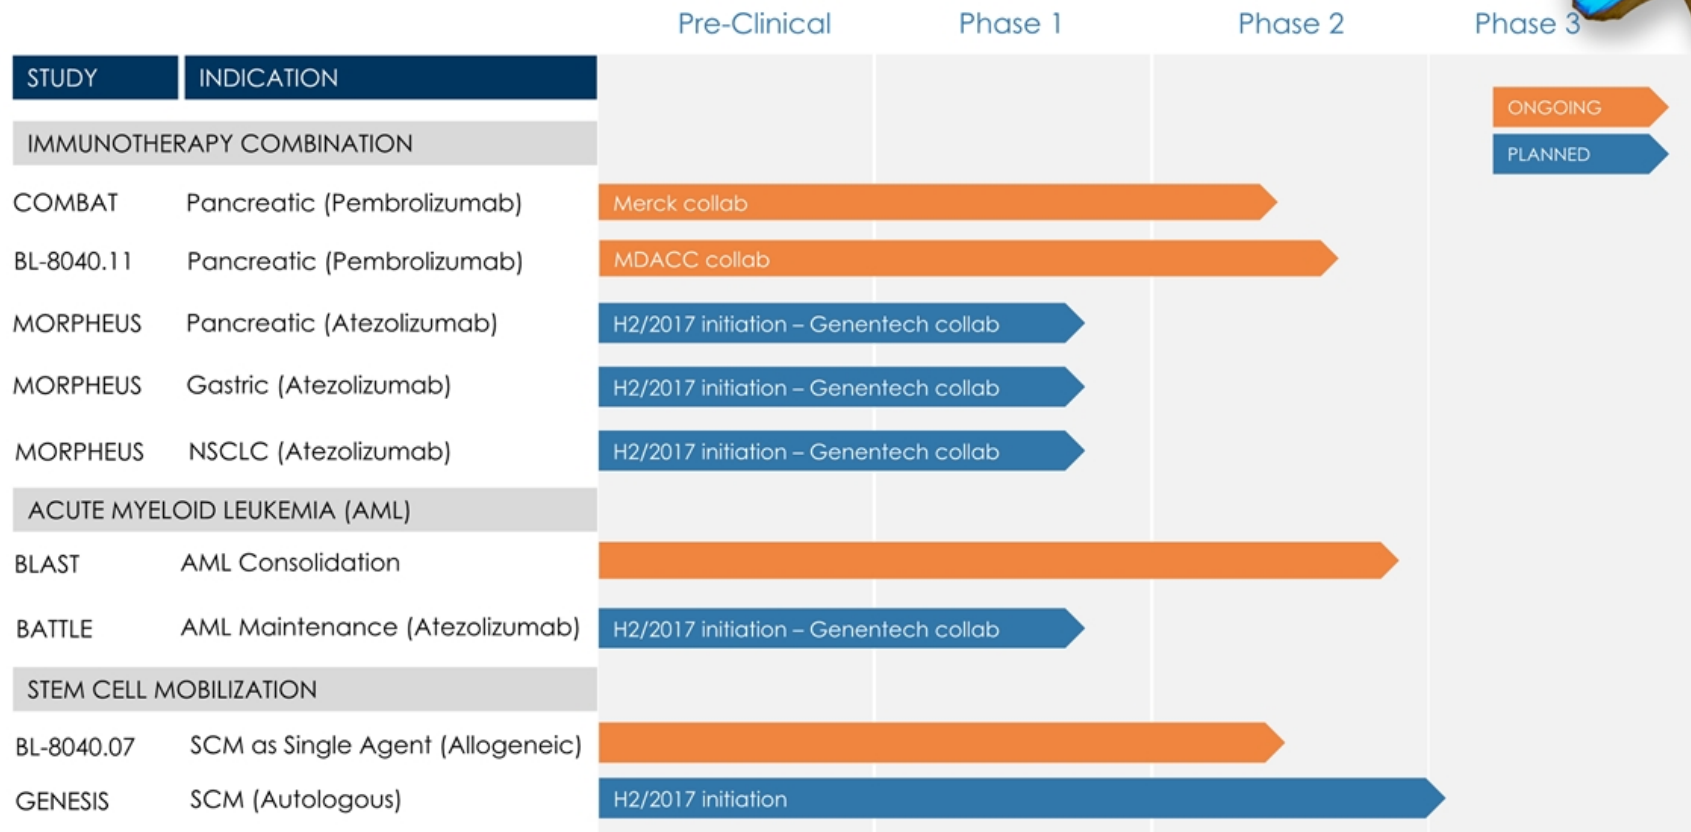 Pre-Clinical Phase 1 Phase 2 Phase 3
STUDY INDICATION
ONGOING
PLANNED
IMMUNOTHERAPY COMBINATION
COMBAT Pancreatic (Pembrolizumab) Merck collab
BL-8040.11 Pancreatic (Pembrolizumab) MDACC collab
MORPHEUS Pancreatic (Atezolizumab) H2/2017 initiation – Genentech collab
MORPHEUS Gastric (Atezolizumab) H2/2017 initiation – Genentech collab
MORPHEUS NSCLC (Atezolizumab) H2/2017 initiation – Genentech collab
ACUTE MYELOID LEUKEMIA (AML)
BLAST AML Consolidation
BATTLE AML Maintenance (Atezolizumab) H2/2017 initiation – Genentech collab
STEM CELL MOBILIZATION
BL-8040.07 SCM as Single Agent (Allogeneic)
GENESIS SCM (Autologous) H2/2017 initiation